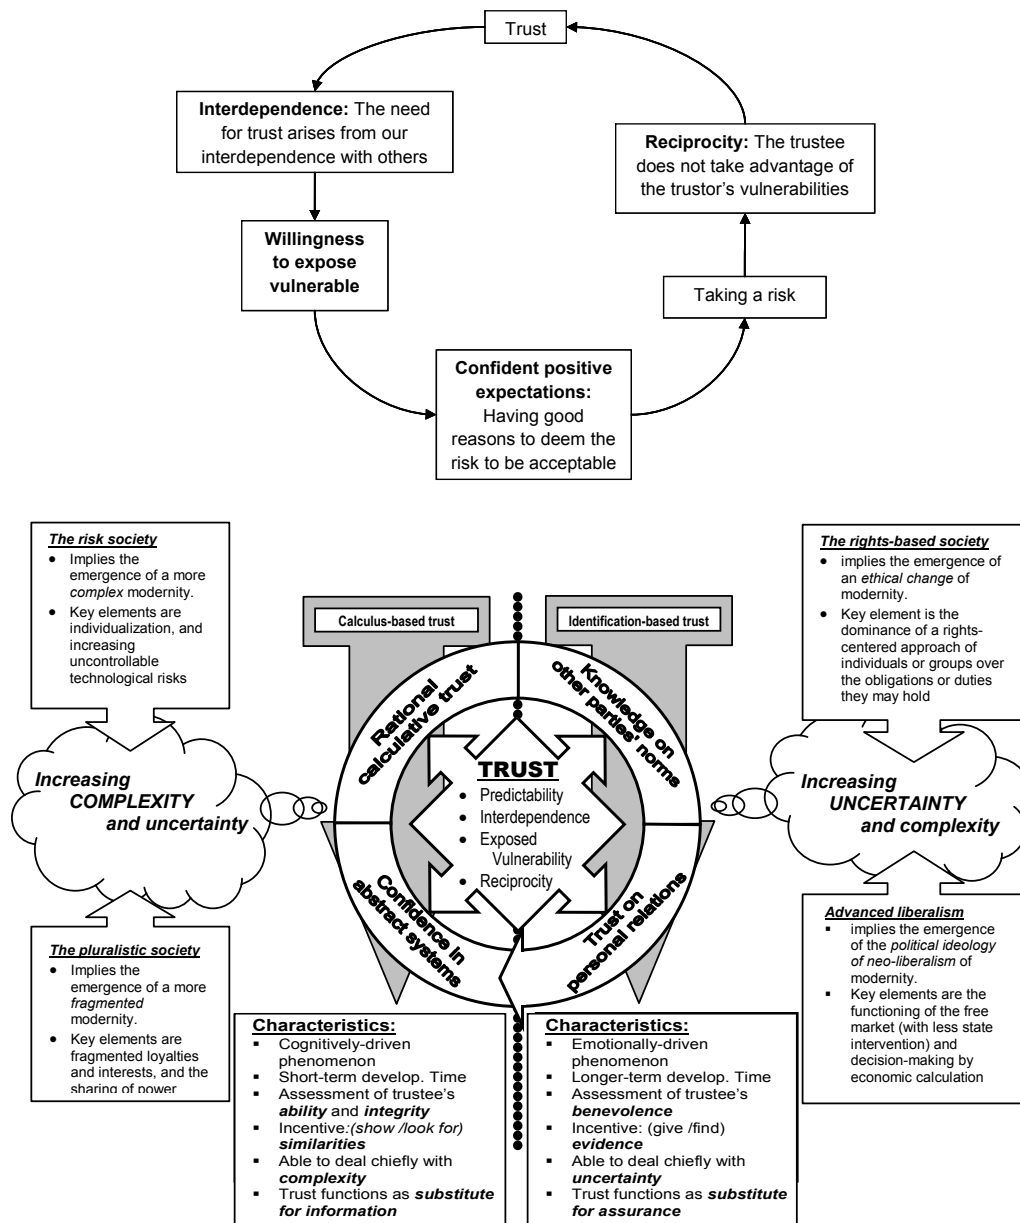 Trust
Interdependence: The need
for trust arises from our
interdependence with others
Reciprocity: The trustee
does not take advantage of
the trustor's vulnerabilities
Willingness
to expose
vulnerable
Taking a risk
Confident positive
expectations:
Having good
reasons to deem the
risk to be acceptable
The risk society
• Implies the
emergence of a more
complex modernity.
• Key elements are
individualization, and
increasing
uncontrollable
technological risks
Increasing
COMPLEXITY
and uncertainty
The pluralistic society
• Implies the
emergence of a more
fragmented
modernity.
• Key elements are
fragmented loyalties
and interests, and the
sharing of power
Calculus-based trust
Identification-based trust
Rational
calculative trust
Knowledge on
other parties' norms
TRUST
• Predictability
• Interdependence
• Exposed
Vulnerability
• Reciprocity
Confidence in
abstract systems
Trust on
personal relations
The rights-based society
• implies the emergence of
an ethical change of
modernity.
• Key element is the
dominance of a rights-
centered approach of
individuals or groups over
the obligations or duties
they may hold
Increasing
UNCERTAINTY
and complexity
Advanced liberalism
▪ implies the emergence
of the political ideology
of neo-liberalism of
modernity.
▪ Key elements are the
functioning of the free
market (with less state
intervention) and
decision-making by
economic calculation
Characteristics:
▪ Cognitively-driven
phenomenon
▪ Short-term develop. Time
▪ Assessment of trustee's
ability and integrity
▪ Incentive:(show /look for)
similarities
▪ Able to deal chiefly with
complexity
▪ Trust functions as substitute
for information
Characteristics:
▪ Emotionally-driven
phenomenon
▪ Longer-term develop. Time
▪ Assessment of trustee's
benevolence
▪ Incentive: (give /find)
evidence
▪ Able to deal chiefly with
uncertainty
▪ Trust functions as substitute
for assurance